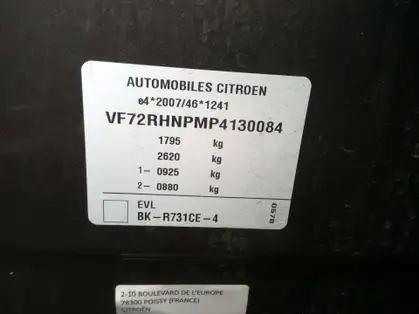 AUTOMOBILES CITROEN
e4*2007/46*1241
VF72RHNPMP4130084
1795 kg
2620 kg
1- 0925 kg
2- 0880 kg
EVL
BK-R731CE-4
0578
2-10 BOULEVARD DE L'EUROPE
78300 POISSY (FRANCE)
CITROËN